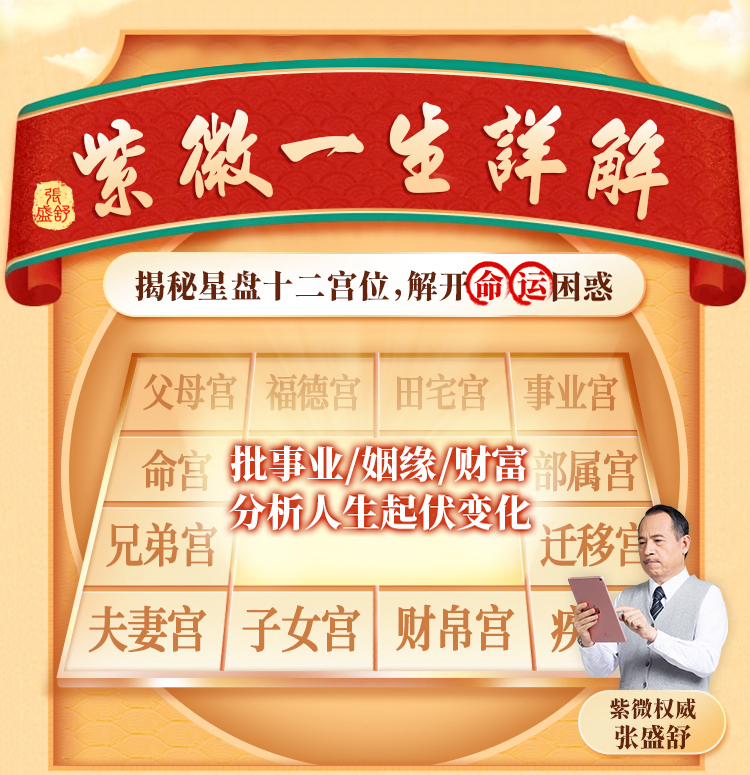 紫微一生詳解
張盛舒
揭秘星盘十二宫位,解开命运困惑
父母宫 福德宫 田宅宫 事业宫
命宫 部属宫
批事业/姻缘/财富
分析人生起伏变化
兄弟宫 迁移宫
夫妻宫 子女宫 财帛宫 疾
紫微权威
张盛舒